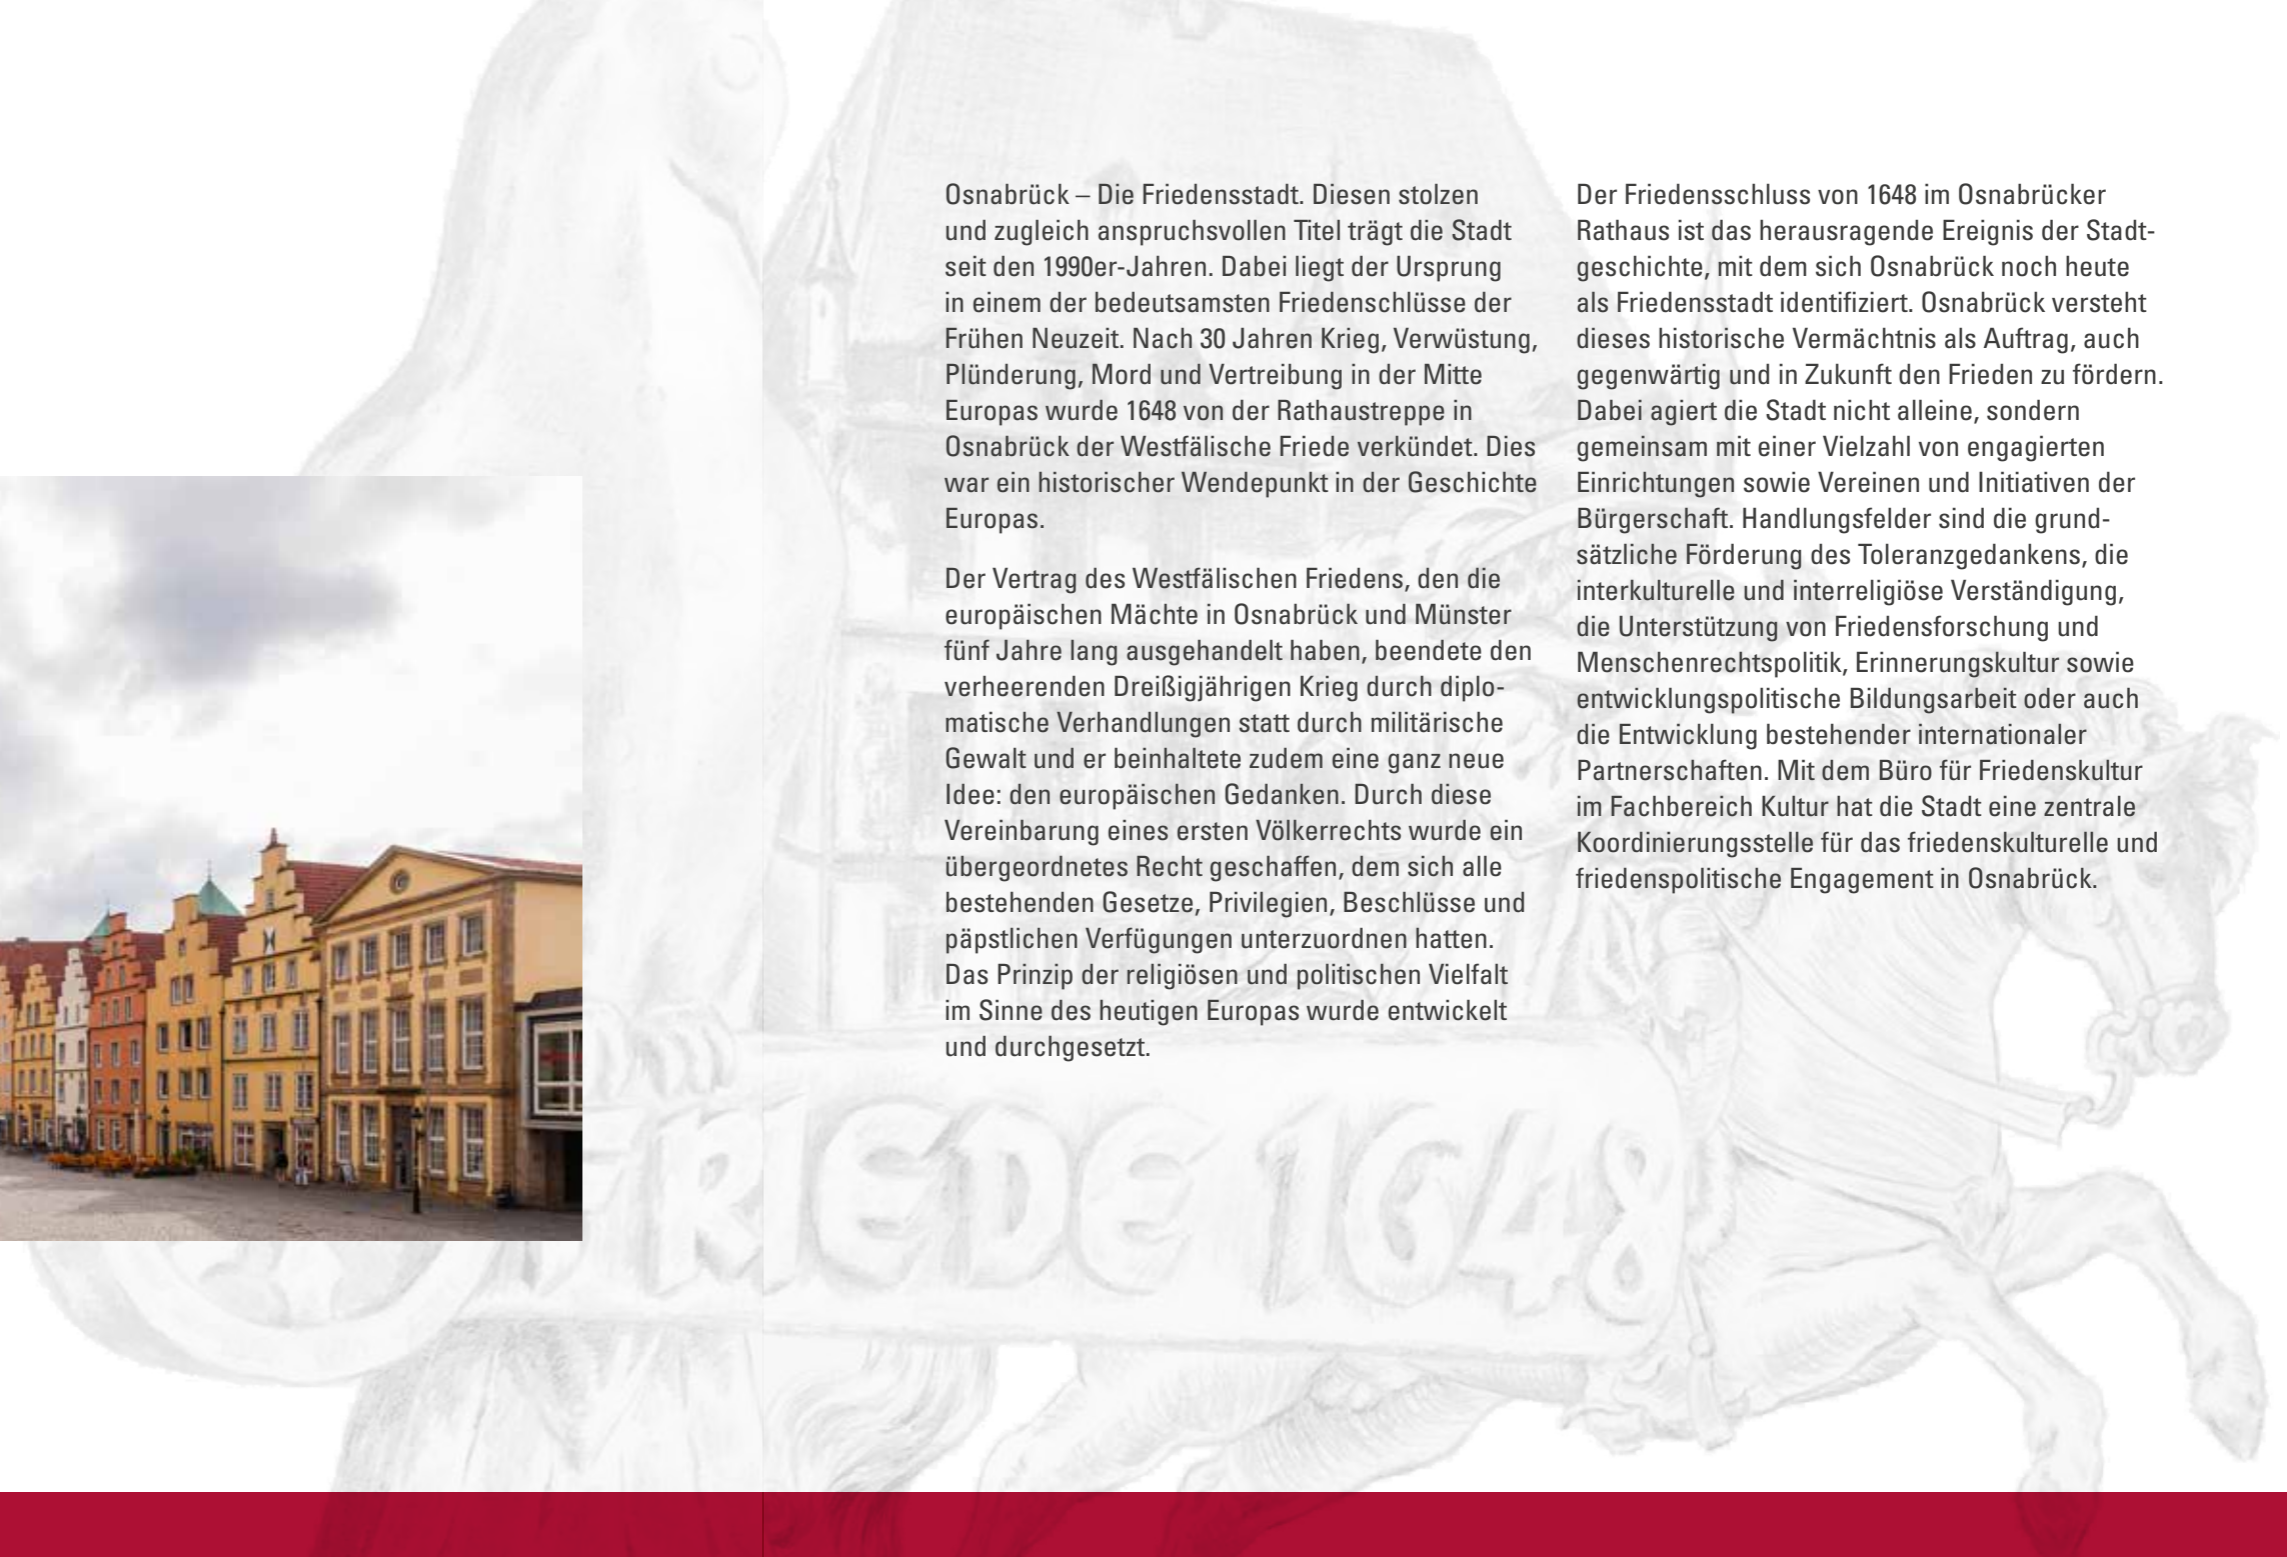 Osnabrück – Die Friedensstadt. Diesen stolzen
und zugleich anspruchsvollen Titel trägt die Stadt
seit den 1990er-Jahren. Dabei liegt der Ursprung
in einem der bedeutsamsten Friedenschlüsse der
Frühen Neuzeit. Nach 30 Jahren Krieg, Verwüstung,
Plünderung, Mord und Vertreibung in der Mitte
Europas wurde 1648 von der Rathaustreppe in
Osnabrück der Westfälische Friede verkündet. Dies
war ein historischer Wendepunkt in der Geschichte
Europas.
Der Vertrag des Westfälischen Friedens, den die
europäischen Mächte in Osnabrück und Münster
fünf Jahre lang ausgehandelt haben, beendete den
verheerenden Dreißigjährigen Krieg durch diplo-
matische Verhandlungen statt durch militärische
Gewalt und er beinhaltete zudem eine ganz neue
Idee: den europäischen Gedanken. Durch diese
Vereinbarung eines ersten Völkerrechts wurde ein
übergeordnetes Recht geschaffen, dem sich alle
bestehenden Gesetze, Privilegien, Beschlüsse und
päpstlichen Verfügungen unterzuordnen hatten.
Das Prinzip der religiösen und politischen Vielfalt
im Sinne des heutigen Europas wurde entwickelt
und durchgesetzt.
Der Friedensschluss von 1648 im Osnabrücker
Rathaus ist das herausragende Ereignis der Stadt-
geschichte, mit dem sich Osnabrück noch heute
als Friedensstadt identifiziert. Osnabrück versteht
dieses historische Vermächtnis als Auftrag, auch
gegenwärtig und in Zukunft den Frieden zu fördern.
Dabei agiert die Stadt nicht alleine, sondern
gemeinsam mit einer Vielzahl von engagierten
Einrichtungen sowie Vereinen und Initiativen der
Bürgerschaft. Handlungsfelder sind die grund-
sätzliche Förderung des Toleranzgedankens, die
interkulturelle und interreligiöse Verständigung,
die Unterstützung von Friedensforschung und
Menschenrechtspolitik, Erinnerungskultur sowie
entwicklungspolitische Bildungsarbeit oder auch
die Entwicklung bestehender internationaler
Partnerschaften. Mit dem Büro für Friedenskultur
im Fachbereich Kultur hat die Stadt eine zentrale
Koordinierungsstelle für das friedenskulturelle und
friedenspolitische Engagement in Osnabrück.
FRIEDE 1648